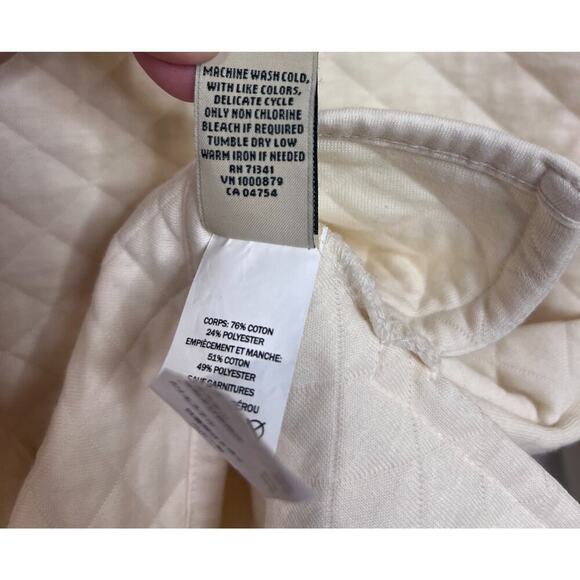 MACHINE WASH COLD,
WITH LIKE COLORS,
DELICATE CYCLE
ONLY NON CHLORINE
BLEACH IF REQUIRED
TUMBLE DRY LOW
WARM IRON IF NEEDED
RN 71341
VN 1000879
CA 04754
CORPS: 76% COTON
24% POLYESTER
EMPIÈCEMENT ET MANCHE:
51% COTON
49% POLYESTER
SAUF GARNITURES